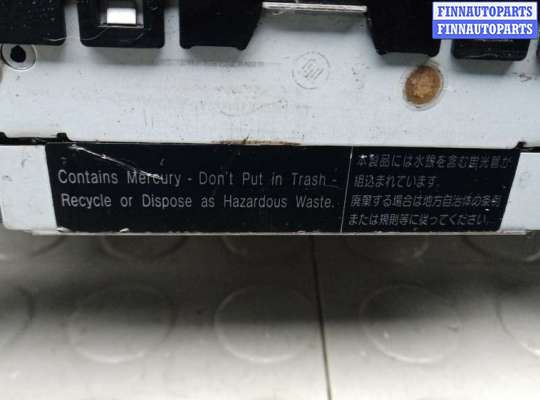 FINNAUTOPARTS
FINNAUTOPARTS
Contains Mercury - Don't Put in Trash -
Recycle or Dispose as Hazardous Waste.
本製品には水銀を含む蛍光管が
組込まれています
廃棄する場合は地方自治体の条例
または規則等に従ってください